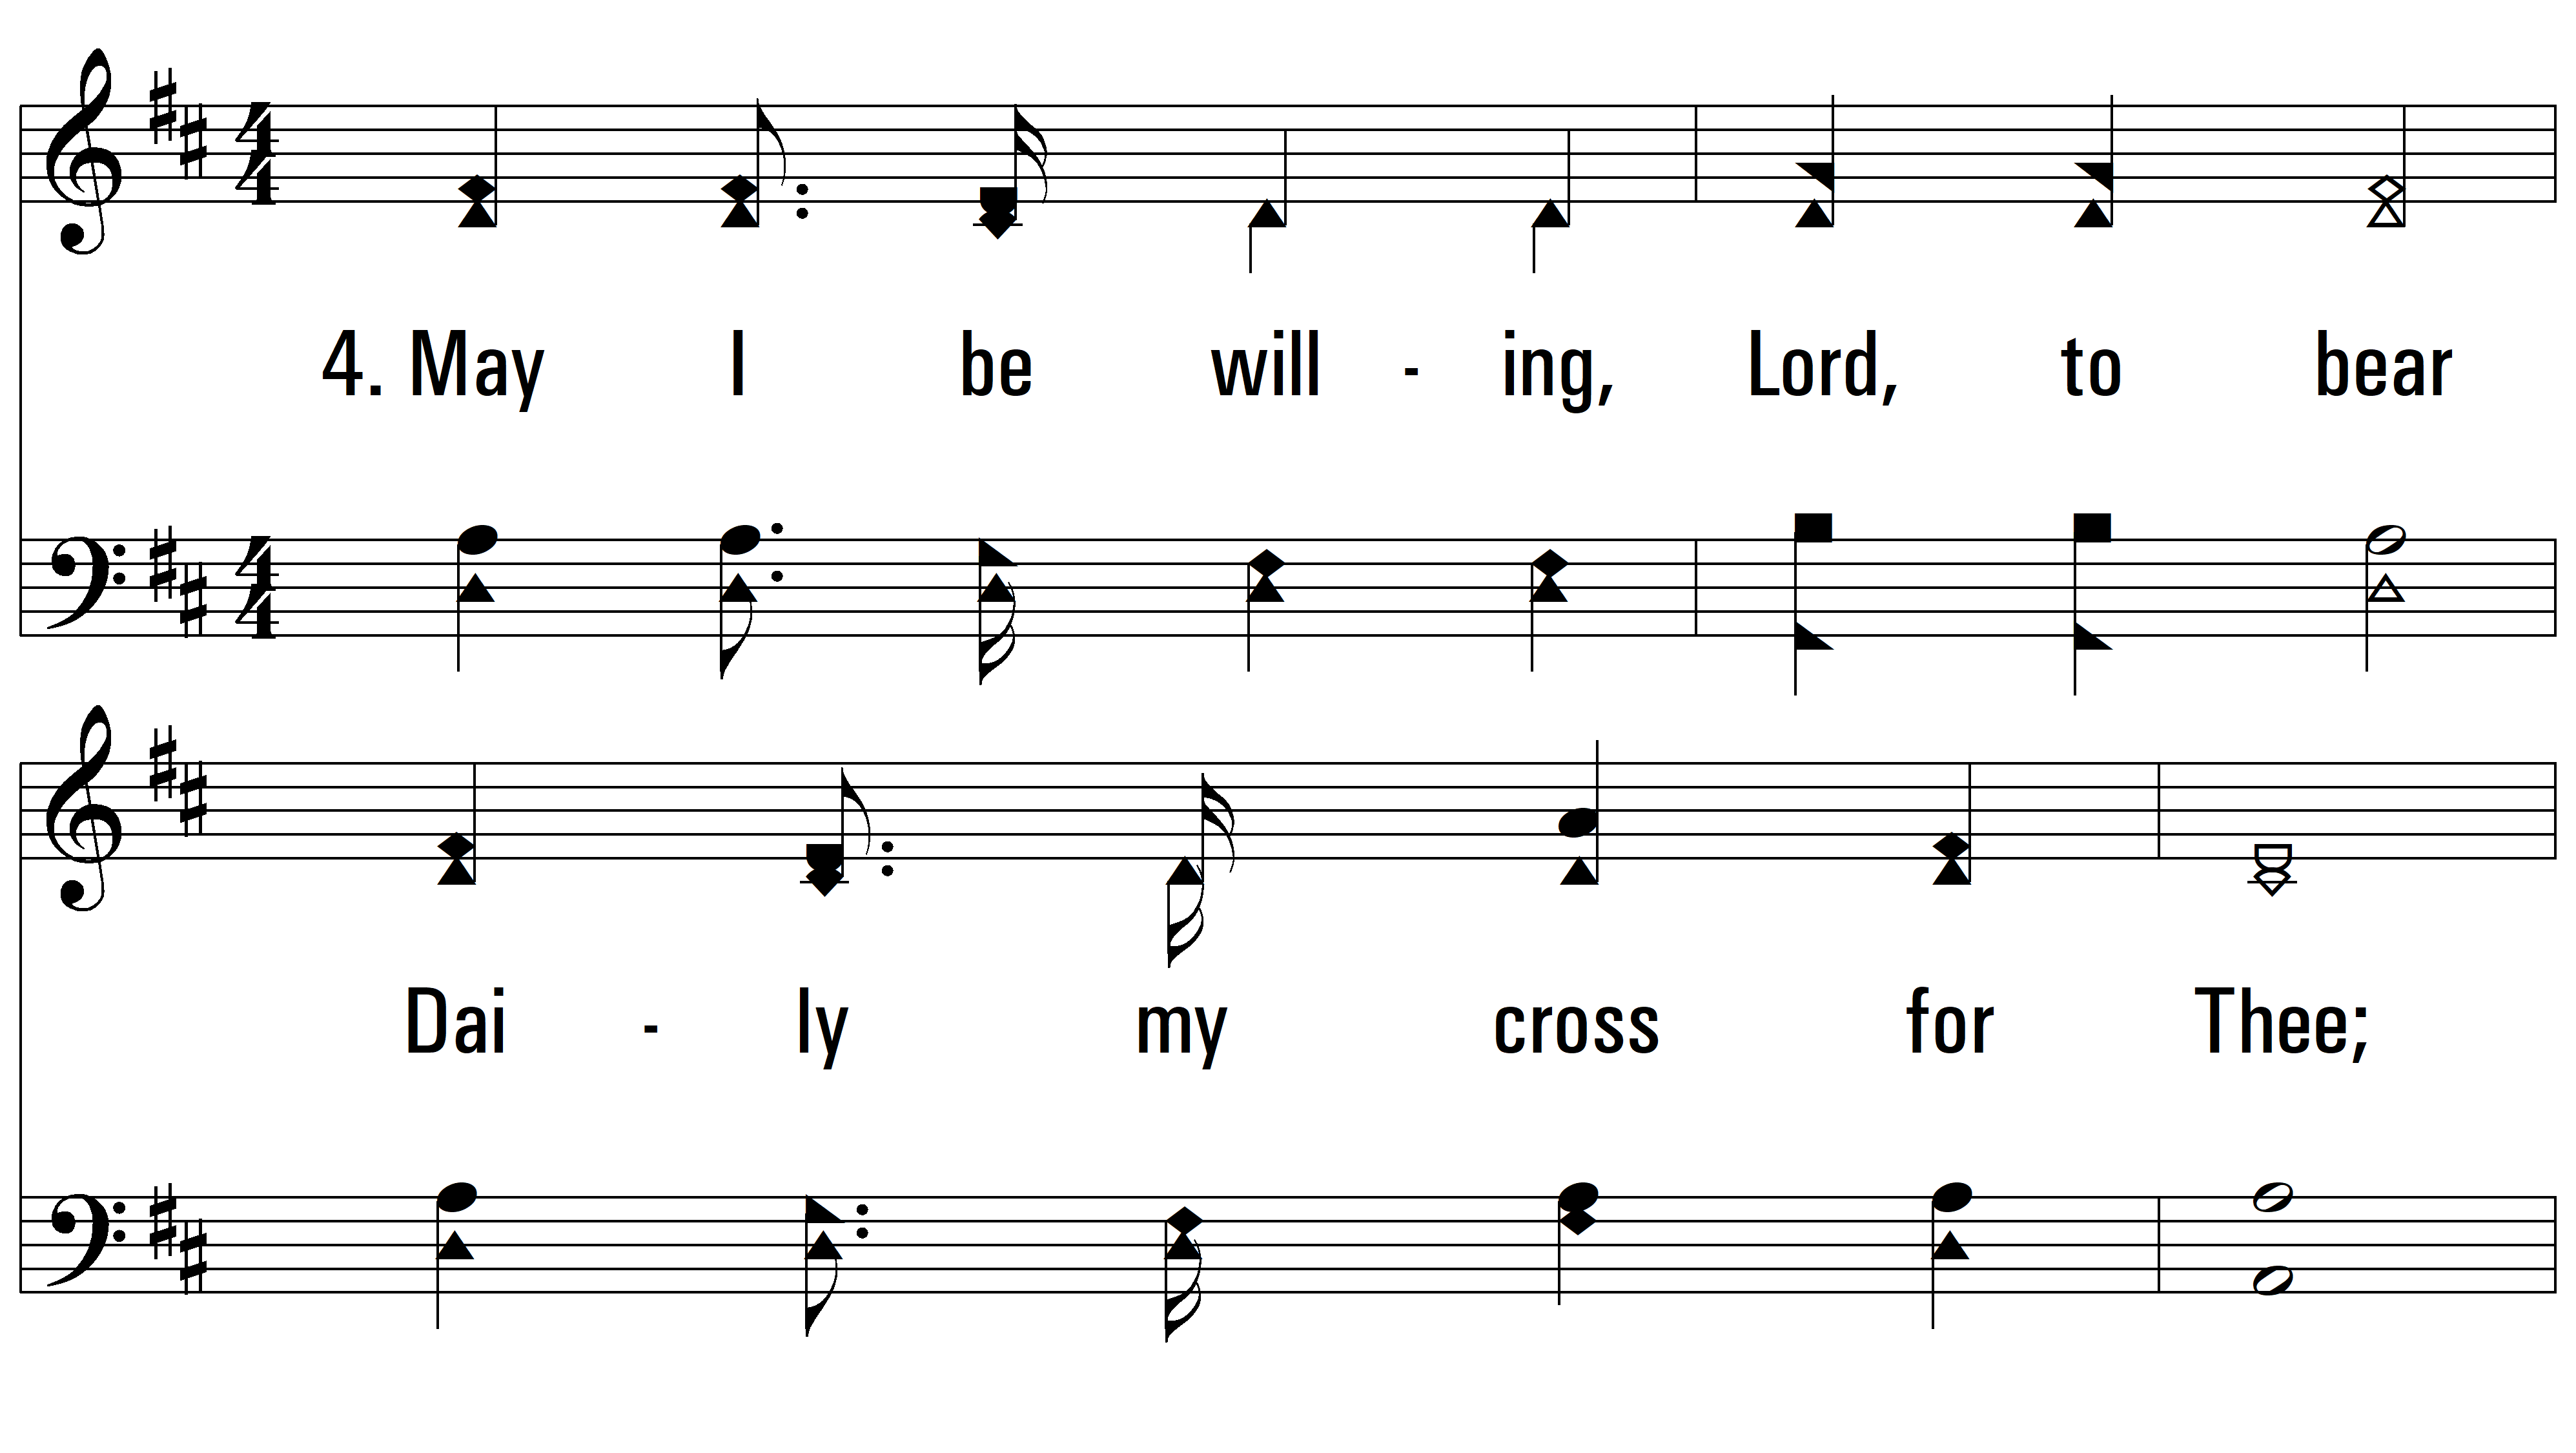 4. May I be will - ing, Lord, to bear
Dai - ly my cross for Thee;